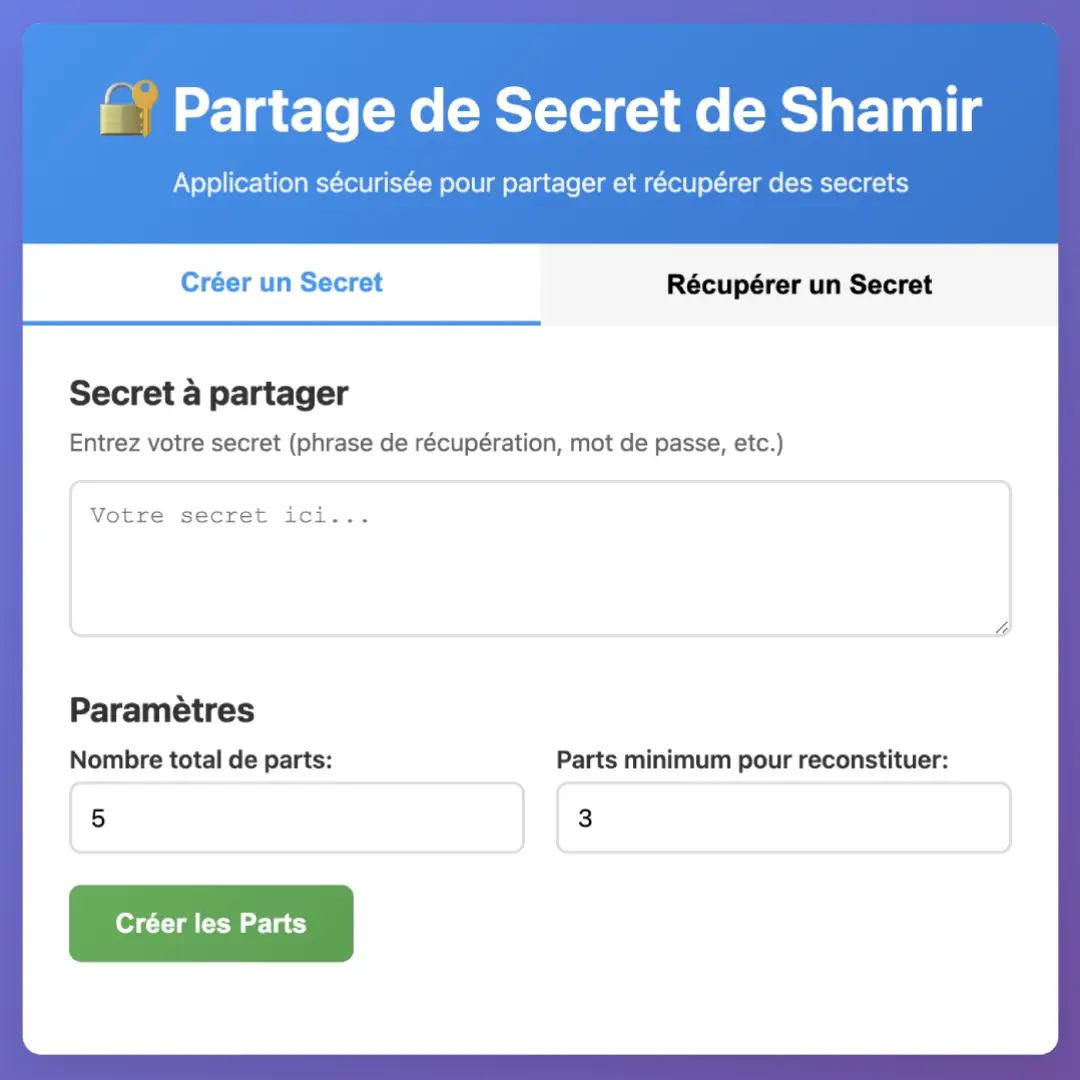 Partage de Secret de Shamir
Application sécurisée pour partager et récupérer des secrets
Créer un Secret
Récupérer un Secret
Secret à partager
Entrez votre secret (phrase de récupération, mot de passe, etc.)
Votre secret ici...
Paramètres
Nombre total de parts:
Parts minimum pour reconstituer:
5
3
Créer les Parts